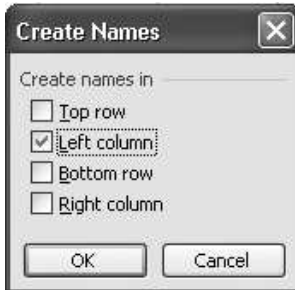 Create Names
Create names in
Top row
Left column
Bottom row
Right column
OK Cancel